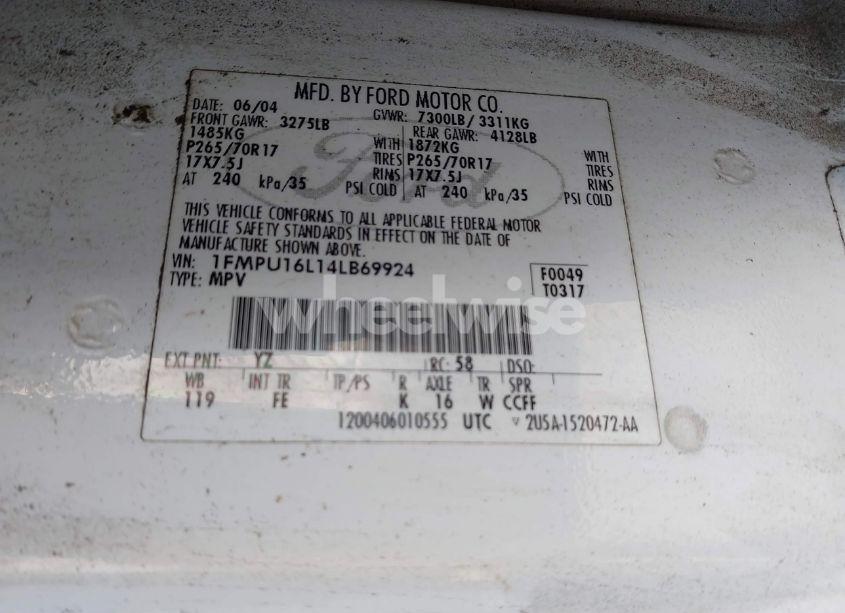 MFD. BY FORD MOTOR CO.
DATE: 06/04 GVWR: 7300LB/ 3311KG
FRONT GAWR: 3275LB REAR GAWR: 4128LB
1485KG WITH 1872KG WITH
P265/70R17 TIRES P265/70R17 TIRES
17X7.5J RIMS 17X7.5J RIMS
AT 240 kPa/35 PSI COLD AT 240 kPa/35 PSI COLD
THIS VEHICLE CONFORMS TO ALL APPLICABLE FEDERAL MOTOR
VEHICLE SAFETY STANDARDS IN EFFECT ON THE DATE OF
MANUFACTURE SHOWN ABOVE.
VIN: 1FMPU16L14LB69924 F0049
TYPE: MPV T0317
wheelwise
EXT PNT: YZ RC: 58 DSO:
WB INT TR TP/PS R AXLE TR SPR
119 FE K 16 W CCFF
1200406010555 UTC 2U5A-1520472-AA
Ford